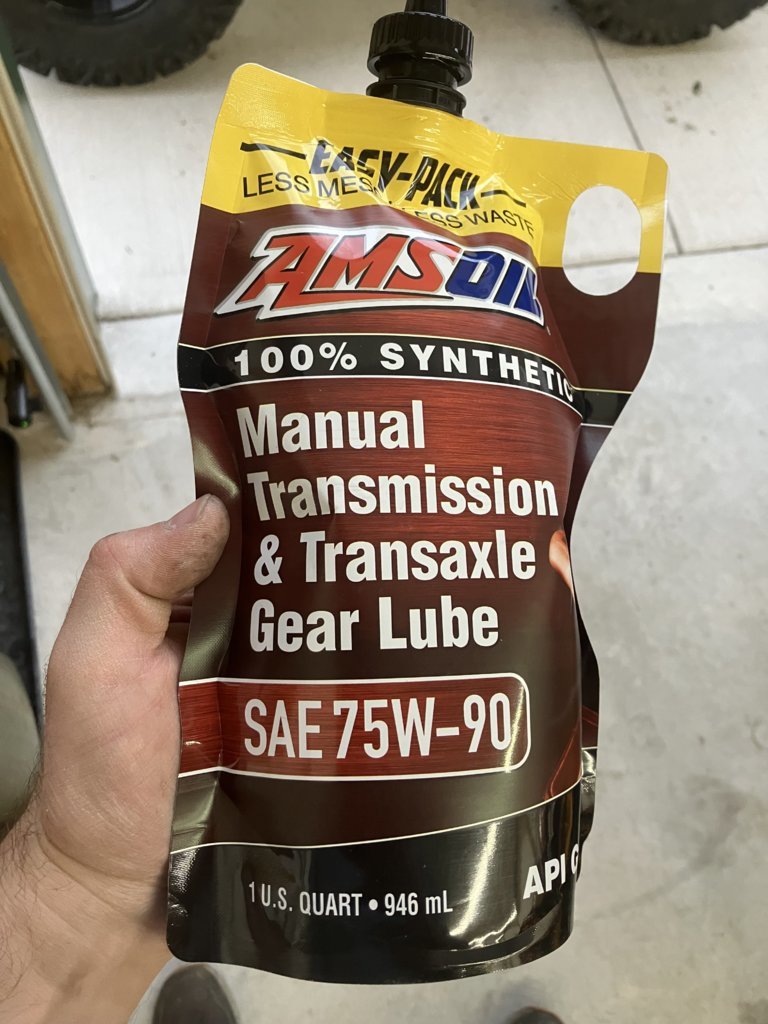 EASY-PACK
LESS MESS LESS WASTE
AMSOIL
100% SYNTHETIC
Manual
Transmission
& Transaxle
Gear Lube
SAE 75W-90
API G
1 U.S. QUART • 946 mL